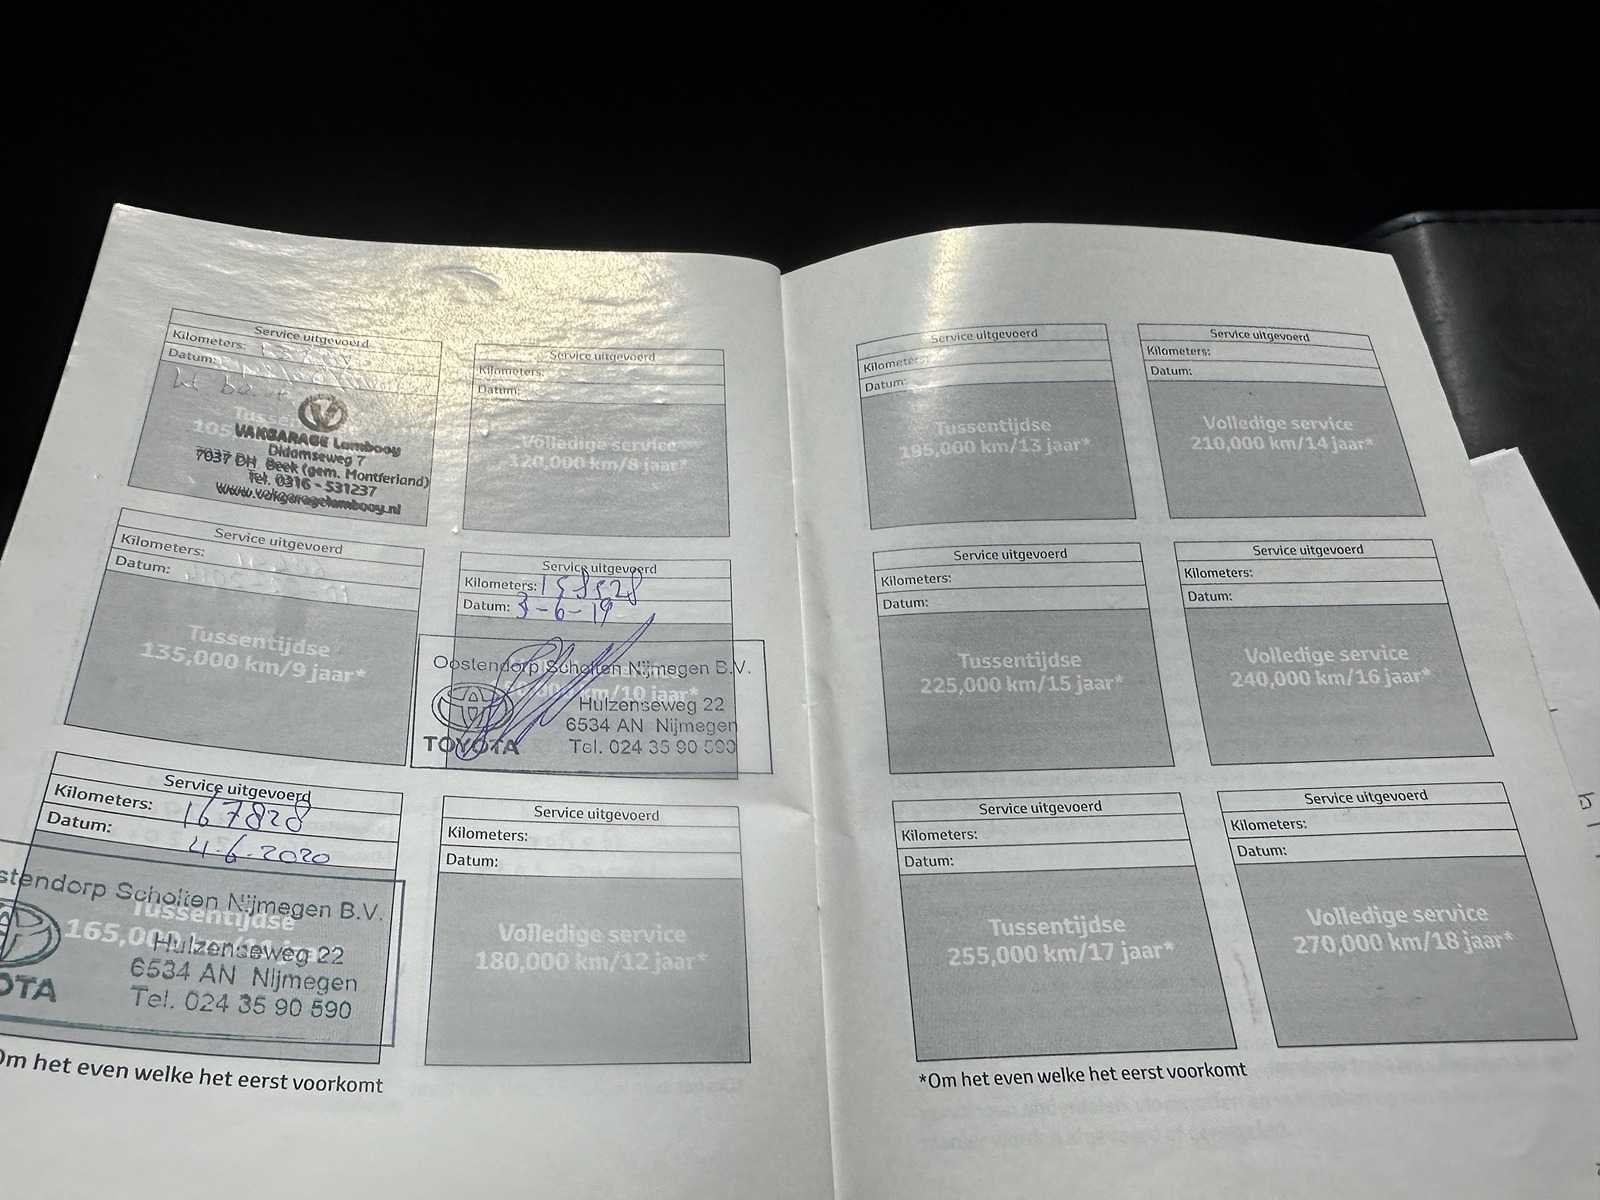 Service uitgevoerd
Kilometers:
Datum:
105
VAKGARAGE Lambooy
Didamseweg 7
7037 DH Beek (gem. Montferland)
Tel. 0316 - 531237
www.vakgaragelambooy.nl
Service uitgevoerd
Kilometers:
Datum:
Volledige service
120,000 km/8 jaar*
Service uitgevoerd
Kilometers:
Datum:
Tussentijdse
135,000 km/9 jaar*
Service uitgevoerd
Kilometers: 158528
Datum: 3-6-19
Oostendorp Scholten Nijmegen B.V.
km/10 jaar*
Hulzenseweg 22
6534 AN Nijmegen
TOYOTA
Tel. 024 35 90 590
Service uitgevoerd
Kilometers: 167828
Datum: 4-6-2020
stendorp Scholten Nijmegen B.V.
Tussentijdse
165,000
Hulzenseweg 22
6534 AN Nijmegen
OTA
Tel. 024 35 90 590
Service uitgevoerd
Kilometers:
Datum:
Volledige service
180,000 km/12 jaar*
Om het even welke het eerst voorkomt
Service uitgevoerd
Kilometers:
Datum:
Tussentijdse
195,000 km/13 jaar*
Service uitgevoerd
Kilometers:
Datum:
Volledige service
210,000 km/14 jaar*
Service uitgevoerd
Kilometers:
Datum:
Tussentijdse
225,000 km/15 jaar*
Service uitgevoerd
Kilometers:
Datum:
Volledige service
240,000 km/16 jaar*
Service uitgevoerd
Kilometers:
Datum:
Tussentijdse
255,000 km/17 jaar*
Service uitgevoerd
Kilometers:
Datum:
Volledige service
270,000 km/18 jaar*
*Om het even welke het eerst voorkomt